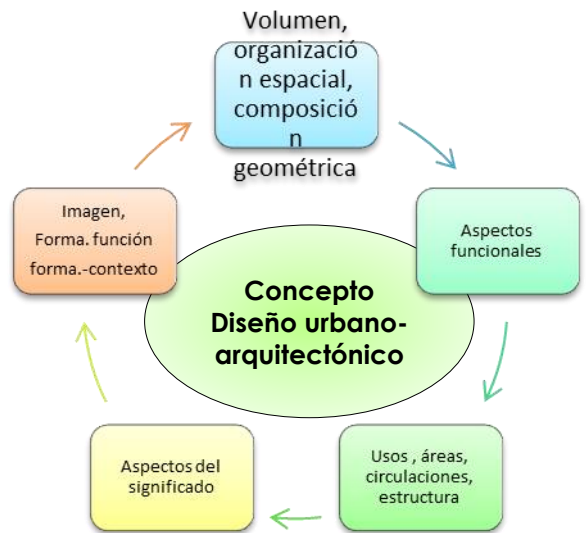 Volumen,
organizació
n espacial,
composició
n
geométrica
Aspectos
funcionales
Usos , áreas,
circulaciones,
estructura
Aspectos del
significado
Imagen,
Forma. función
forma.-contexto
Concepto
Diseño urbano-
arquitectónico